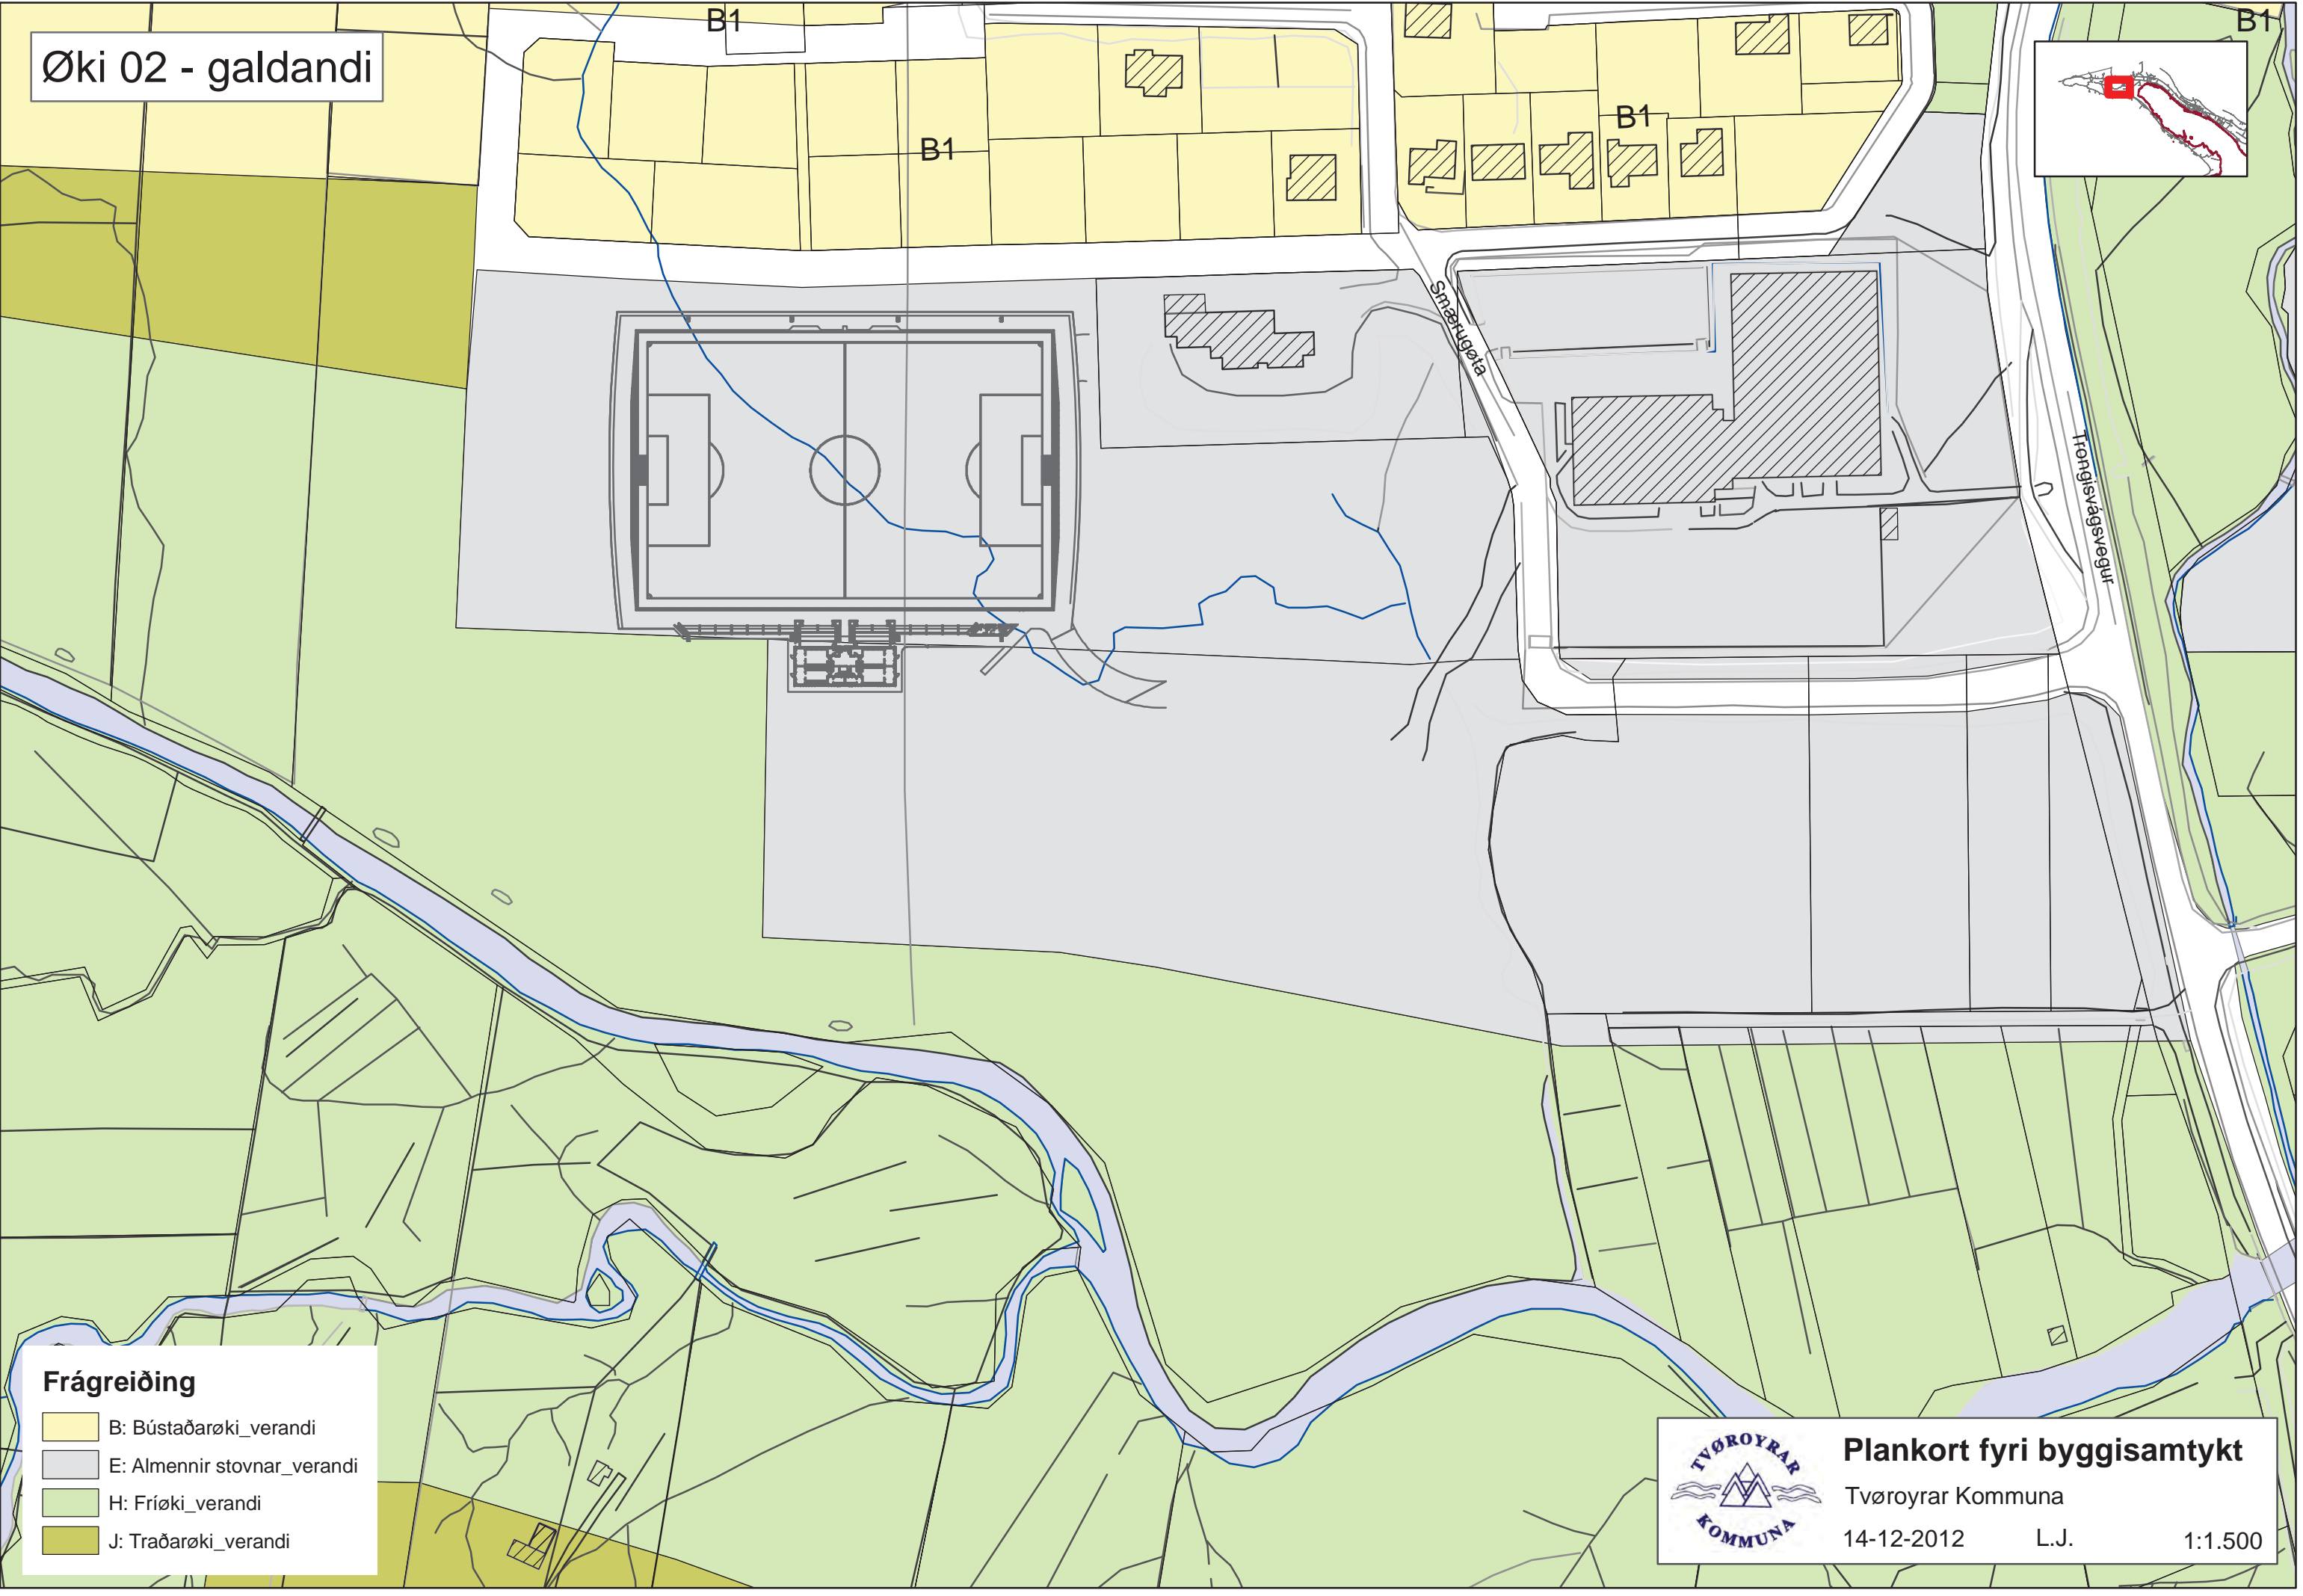 Øki 02 - galdandi
B1
B1
B1
B1
Smærugøta
Trongisvágsvegur
Frágreiðing
B: Bústaðarøki_verandi
E: Almennir stovnar_verandi
H: Fríøki_verandi
J: Traðarøki_verandi
TVØROYRAR
KOMMUNA
Plankort fyri byggisamtykt
Tvøroyrar Kommuna
14-12-2012 L.J. 1:1.500